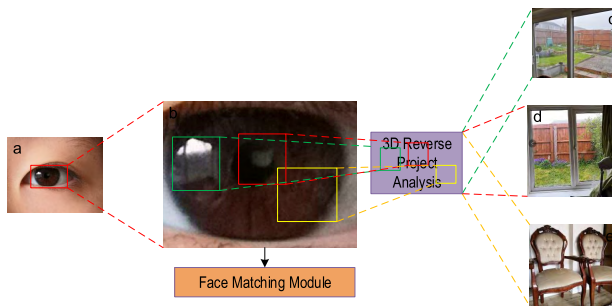 a
b
c
d
e
3D Reverse
Project
Analysis
Face Matching Module